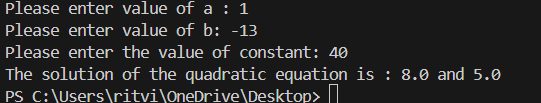 Please enter value of a : 1
Please enter value of b: -13
Please enter the value of constant: 40
The solution of the quadratic equation is : 8.0 and 5.0
PS C:\Users\ritvi\OneDrive\Desktop>